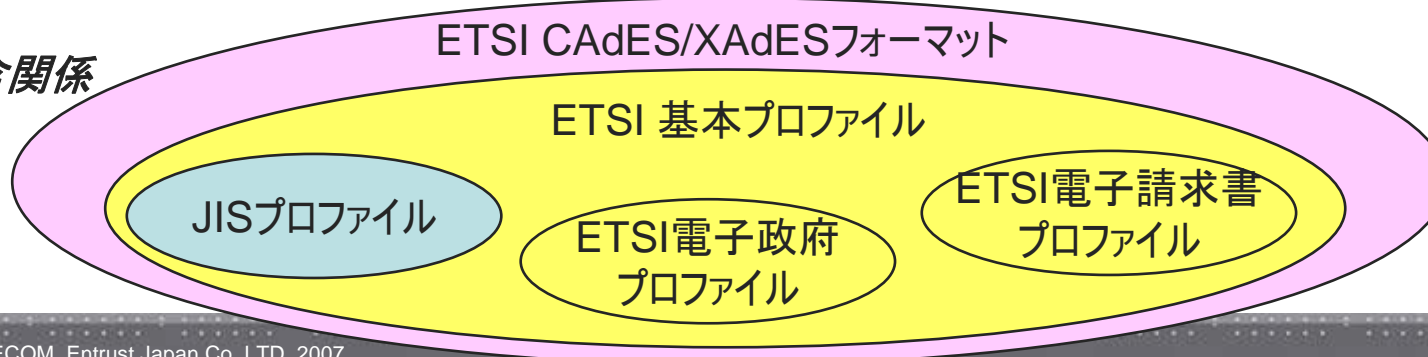 ETSI CAdES/XAdESフォーマット
関係
ETSI 基本プロファイル
JISプロファイル
ETSI電子政府
プロファイル
ETSI電子請求書
プロファイル
ECOM, Entrust Japan Co, LTD. 2007